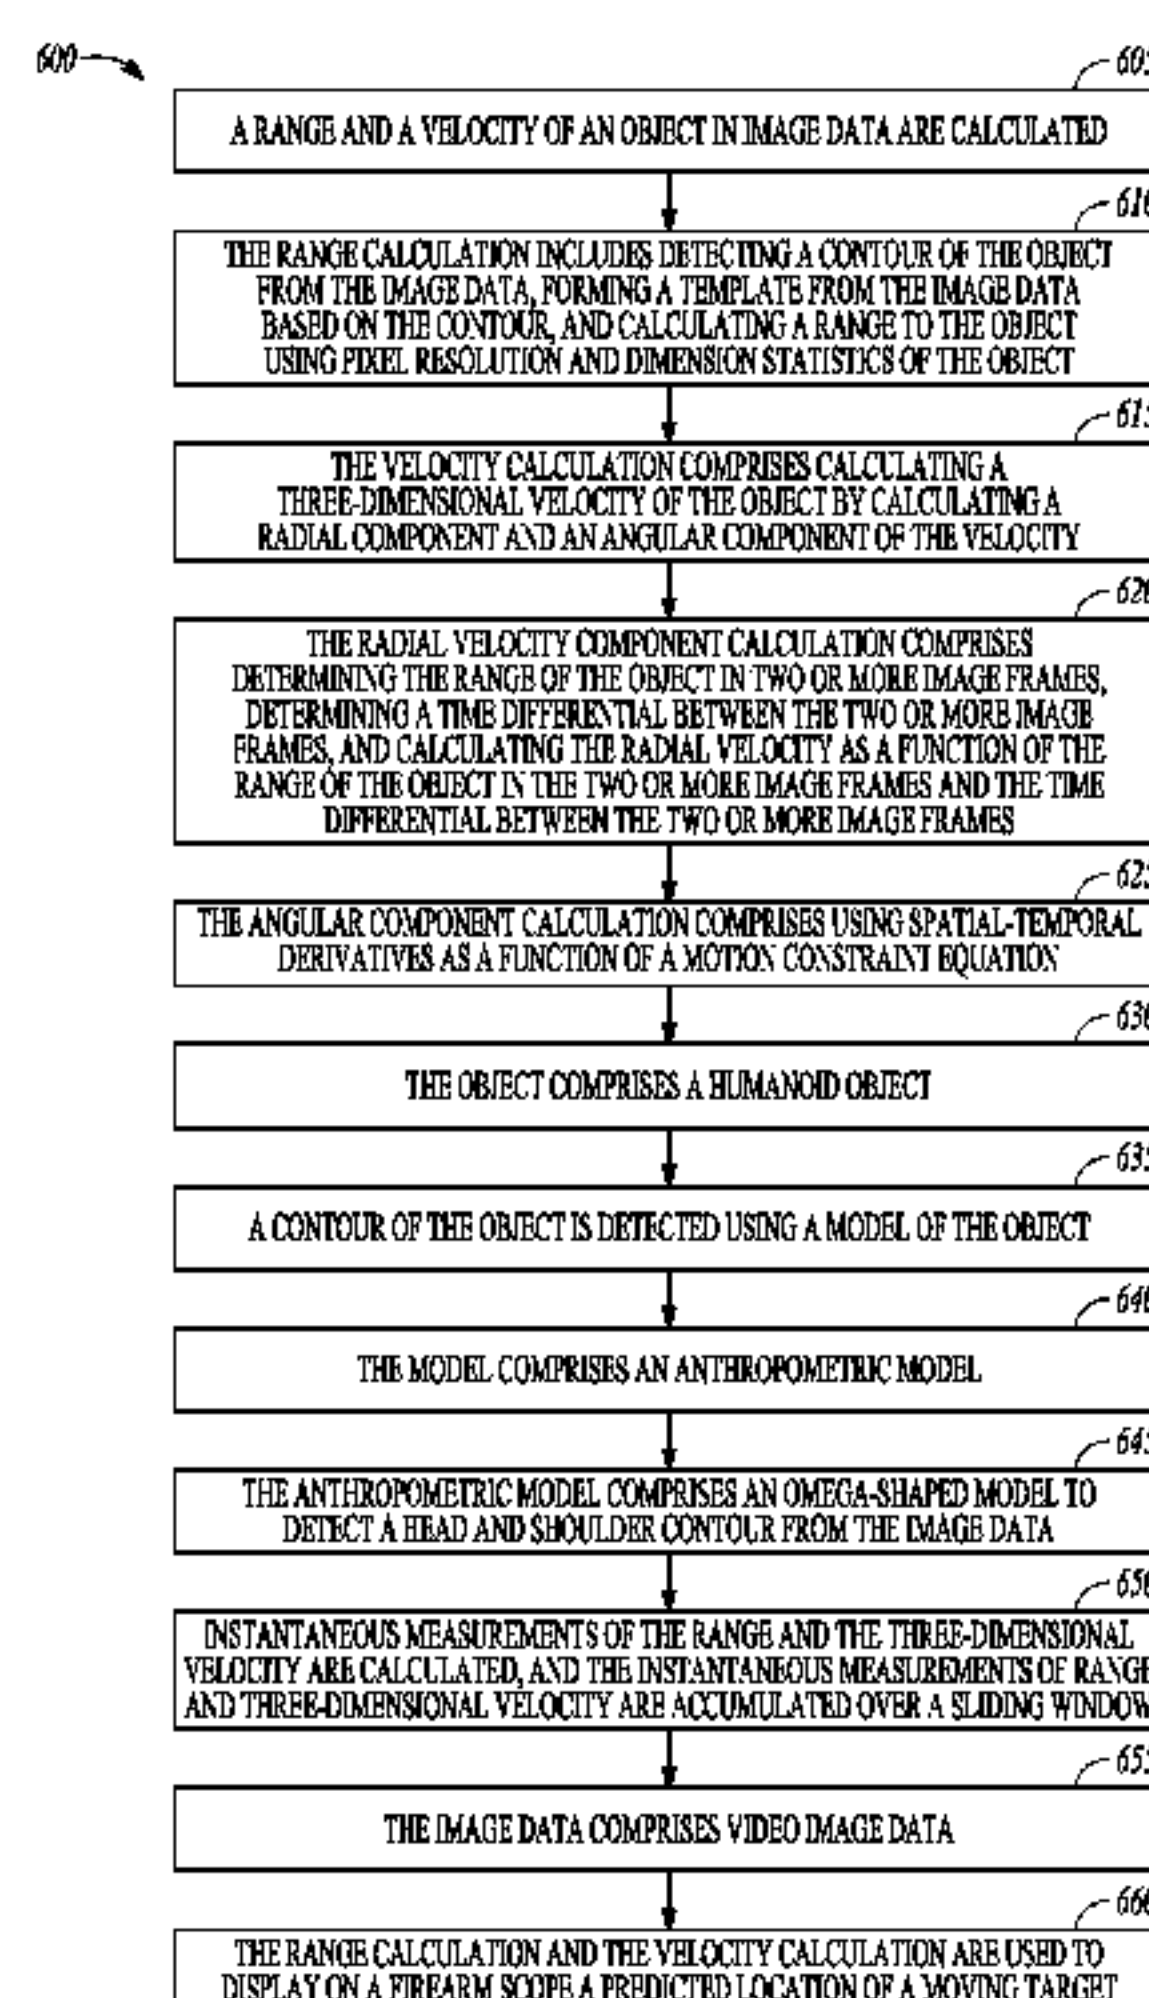 600
605
A RANGE AND A VELOCITY OF AN OBJECT IN IMAGE DATA ARE CALCULATED
610
THE RANGE CALCULATION INCLUDES DETECTING A CONTOUR OF THE OBJECT
FROM THE IMAGE DATA, FORMING A TEMPLATE FROM THE IMAGE DATA
BASED ON THE CONTOUR, AND CALCULATING A RANGE TO THE OBJECT
USING PIXEL RESOLUTION AND DIMENSION STATISTICS OF THE OBJECT
615
THE VELOCITY CALCULATION COMPRISES CALCULATING A
THREE-DIMENSIONAL VELOCITY OF THE OBJECT BY CALCULATING A
RADIAL COMPONENT AND AN ANGULAR COMPONENT OF THE VELOCITY
620
THE RADIAL VELOCITY COMPONENT CALCULATION COMPRISES
DETERMINING THE RANGE OF THE OBJECT IN TWO OR MORE IMAGE FRAMES,
DETERMINING A TIME DIFFERENTIAL BETWEEN THE TWO OR MORE IMAGE
FRAMES, AND CALCULATING THE RADIAL VELOCITY AS A FUNCTION OF THE
RANGE OF THE OBJECT IN THE TWO OR MORE IMAGE FRAMES AND THE TIME
DIFFERENTIAL BETWEEN THE TWO OR MORE IMAGE FRAMES
625
THE ANGULAR COMPONENT CALCULATION COMPRISES USING SPATIAL-TEMPORAL
DERIVATIVES AS A FUNCTION OF A MOTION CONSTRAINT EQUATION
630
THE OBJECT COMPRISES A HUMANOID OBJECT
635
A CONTOUR OF THE OBJECT IS DETECTED USING A MODEL OF THE OBJECT
640
THE MODEL COMPRISES AN ANTHROPOMETRIC MODEL
645
THE ANTHROPOMETRIC MODEL COMPRISES AN OMEGA-SHAPED MODEL TO
DETECT A HEAD AND SHOULDER CONTOUR FROM THE IMAGE DATA
650
INSTANTANEOUS MEASUREMENTS OF THE RANGE AND THE THREE-DIMENSIONAL
VELOCITY ARE CALCULATED, AND THE INSTANTANEOUS MEASUREMENTS OF RANGE
AND THREE-DIMENSIONAL VELOCITY ARE ACCUMULATED OVER A SLIDING WINDOW
655
THE IMAGE DATA COMPRISES VIDEO IMAGE DATA
660
THE RANGE CALCULATION AND THE VELOCITY CALCULATION ARE USED TO
DISPLAY ON A FIREARM SCOPE A PREDICTED LOCATION OF A MOVING TARGET